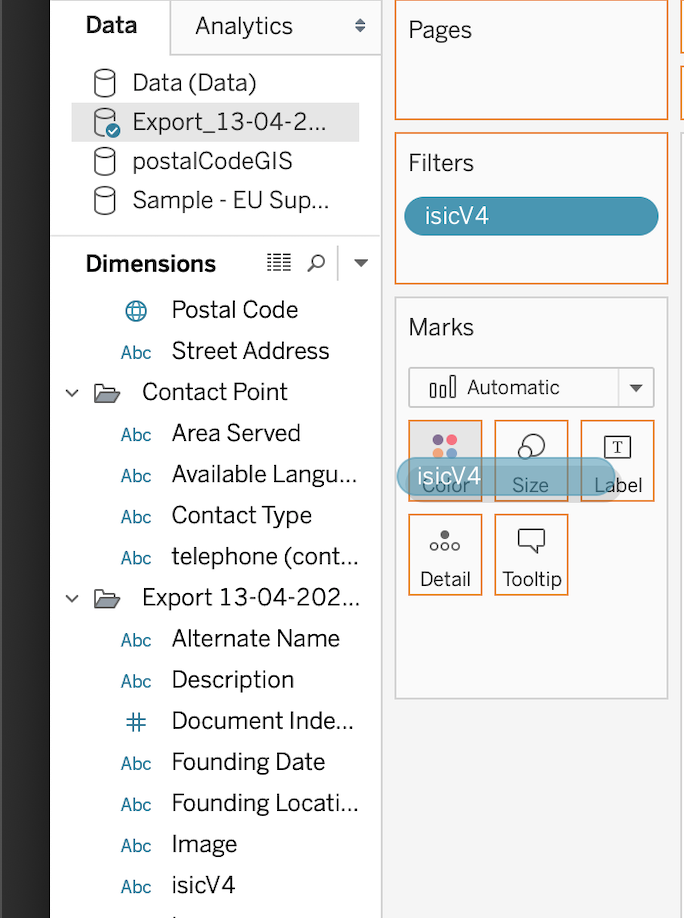 Data
Analytics
Data (Data)
Export_13-04-2...
postalCodeGIS
Sample - EU Sup...
Dimensions
Postal Code
Abc Street Address
Contact Point
Abc Area Served
Abc Available Langu...
Abc Contact Type
Abc telephone (cont...
Export 13-04-202...
Abc Alternate Name
Abc Description
# Document Inde...
Abc Founding Date
Abc Founding Locati...
Abc Image
Abc isicV4
Pages
Filters
isicV4
Marks
Automatic
isicV4
Color Size Label
Detail Tooltip